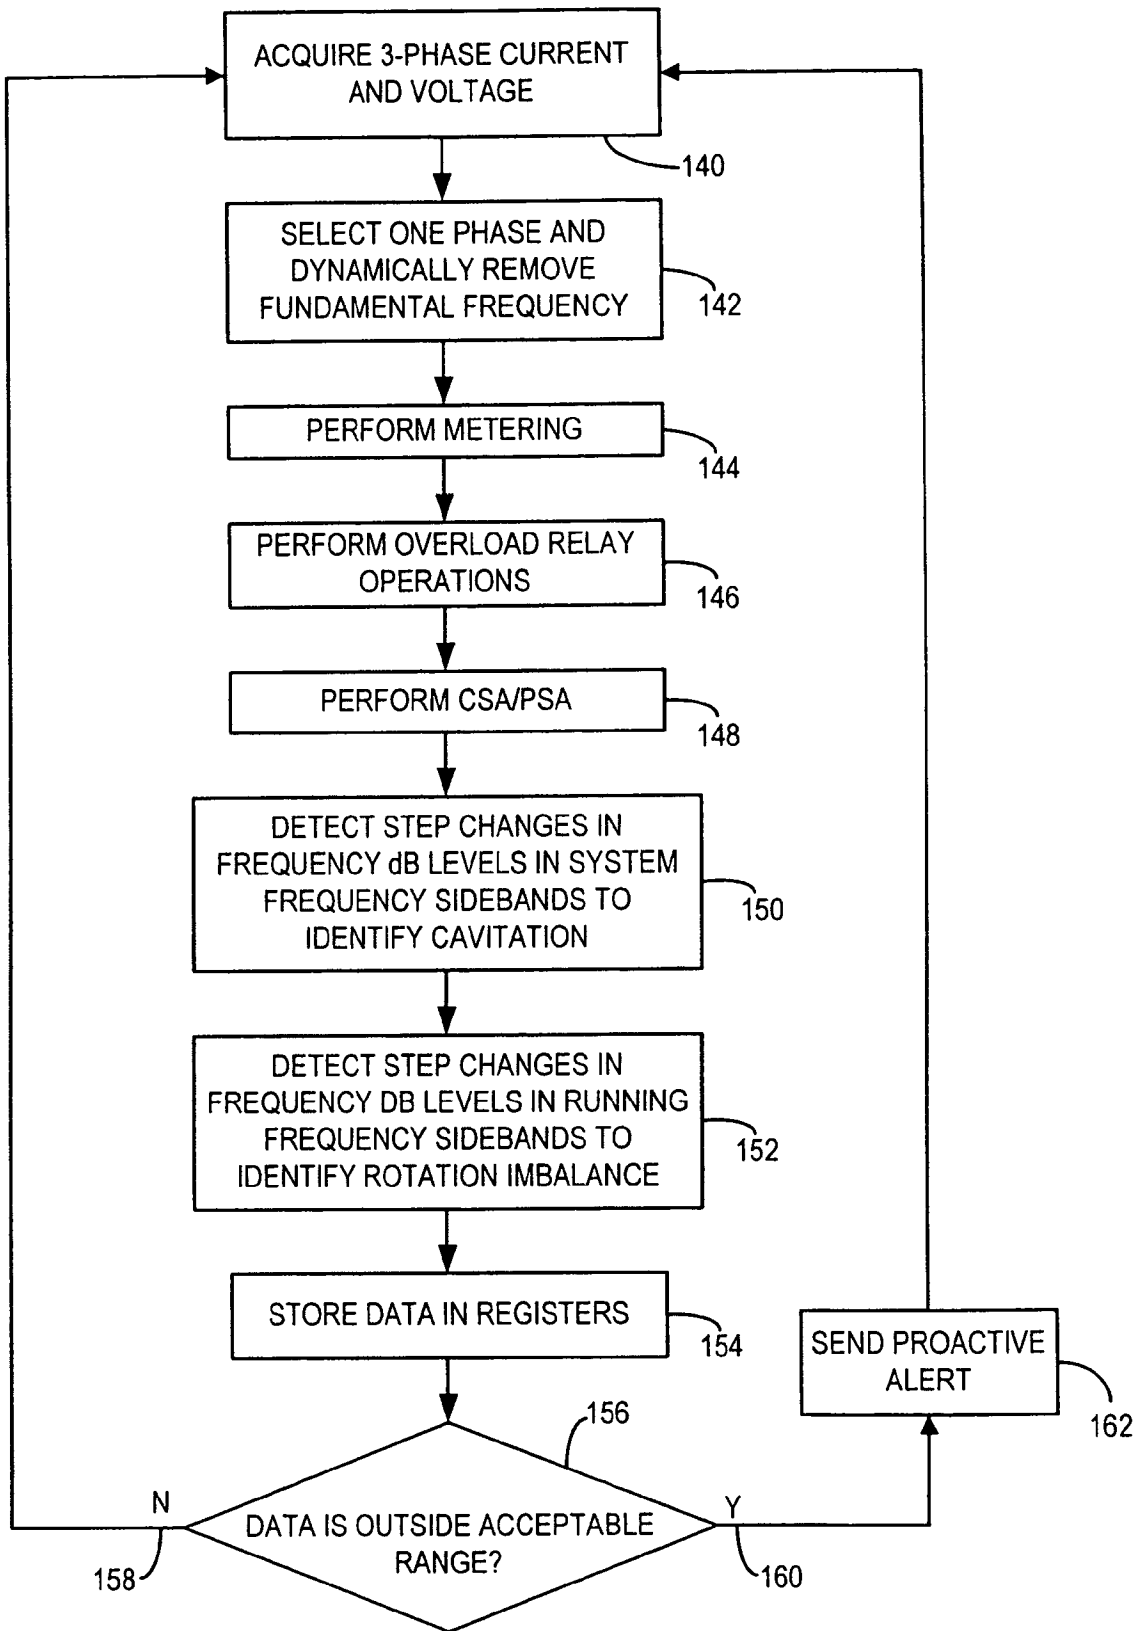 ACQUIRE 3-PHASE CURRENT
AND VOLTAGE
140
SELECT ONE PHASE AND
DYNAMICALLY REMOVE
FUNDAMENTAL FREQUENCY
142
PERFORM METERING
144
PERFORM OVERLOAD RELAY
OPERATIONS
146
PERFORM CSA/PSA
148
DETECT STEP CHANGES IN
FREQUENCY dB LEVELS IN SYSTEM
FREQUENCY SIDEBANDS TO
IDENTIFY CAVITATION
150
DETECT STEP CHANGES IN
FREQUENCY DB LEVELS IN RUNNING
FREQUENCY SIDEBANDS TO
IDENTIFY ROTATION IMBALANCE
152
STORE DATA IN REGISTERS
154
SEND PROACTIVE
ALERT
162
156
N
Y
DATA IS OUTSIDE ACCEPTABLE
RANGE?
158
160